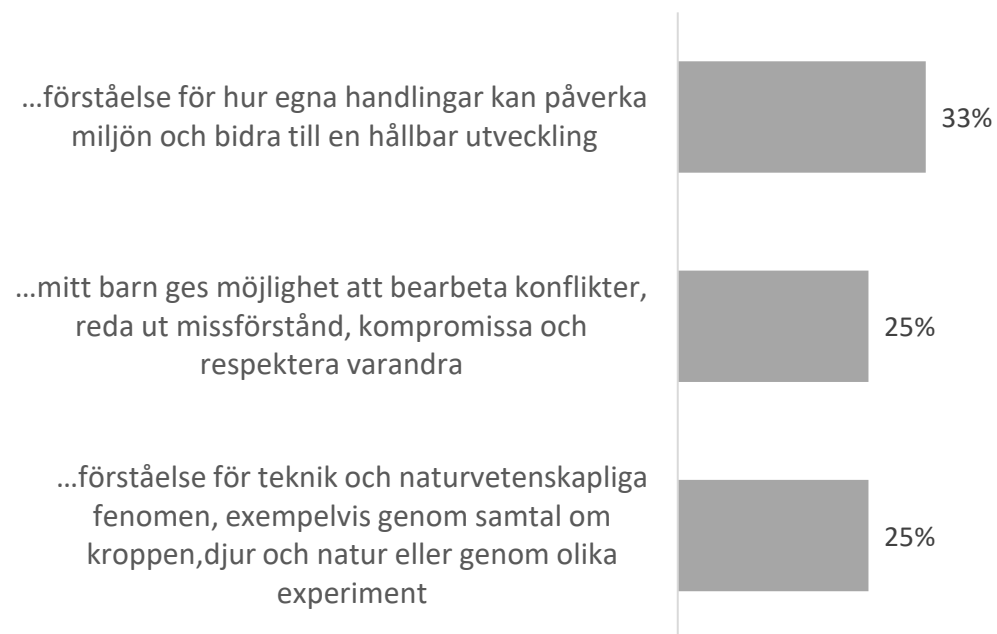 ...förståelse för hur egna handlingar kan påverka
miljön och bidra till en hållbar utveckling
33%
...mitt barn ges möjlighet att bearbeta konflikter,
reda ut missförstånd, kompromissa och
respektera varandra
25%
...förståelse för teknik och naturvetenskapliga
fenomen, exempelvis genom samtal om
kroppen,djur och natur eller genom olika
experiment
25%